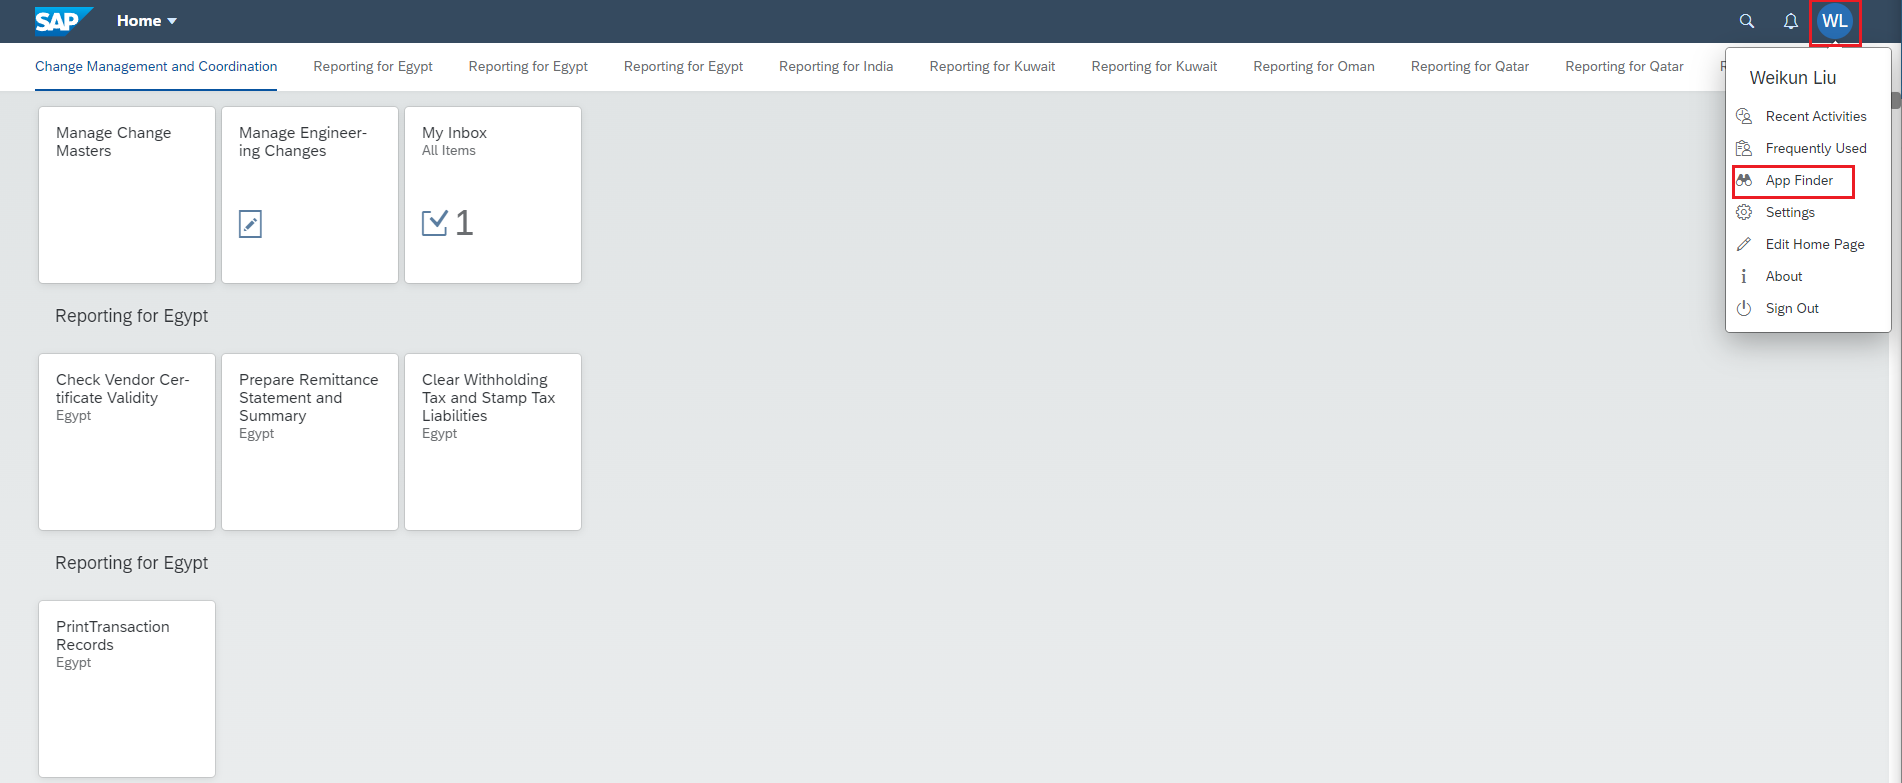 SAP Home
WL
Change Management and Coordination Reporting for Egypt Reporting for Egypt Reporting for Egypt Reporting for India Reporting for Kuwait Reporting for Kuwait Reporting for Oman Reporting for Qatar Reporting for Qatar
Weikun Liu
Recent Activities
Frequently Used
App Finder
Settings
Edit Home Page
About
Sign Out
Manage Change
Masters
Manage Engineer-
ing Changes
My Inbox
All Items
1
Reporting for Egypt
Check Vendor Cer-
tificate Validity
Egypt
Prepare Remittance
Statement and
Summary
Egypt
Clear Withholding
Tax and Stamp Tax
Liabilities
Egypt
Reporting for Egypt
PrintTransaction
Records
Egypt